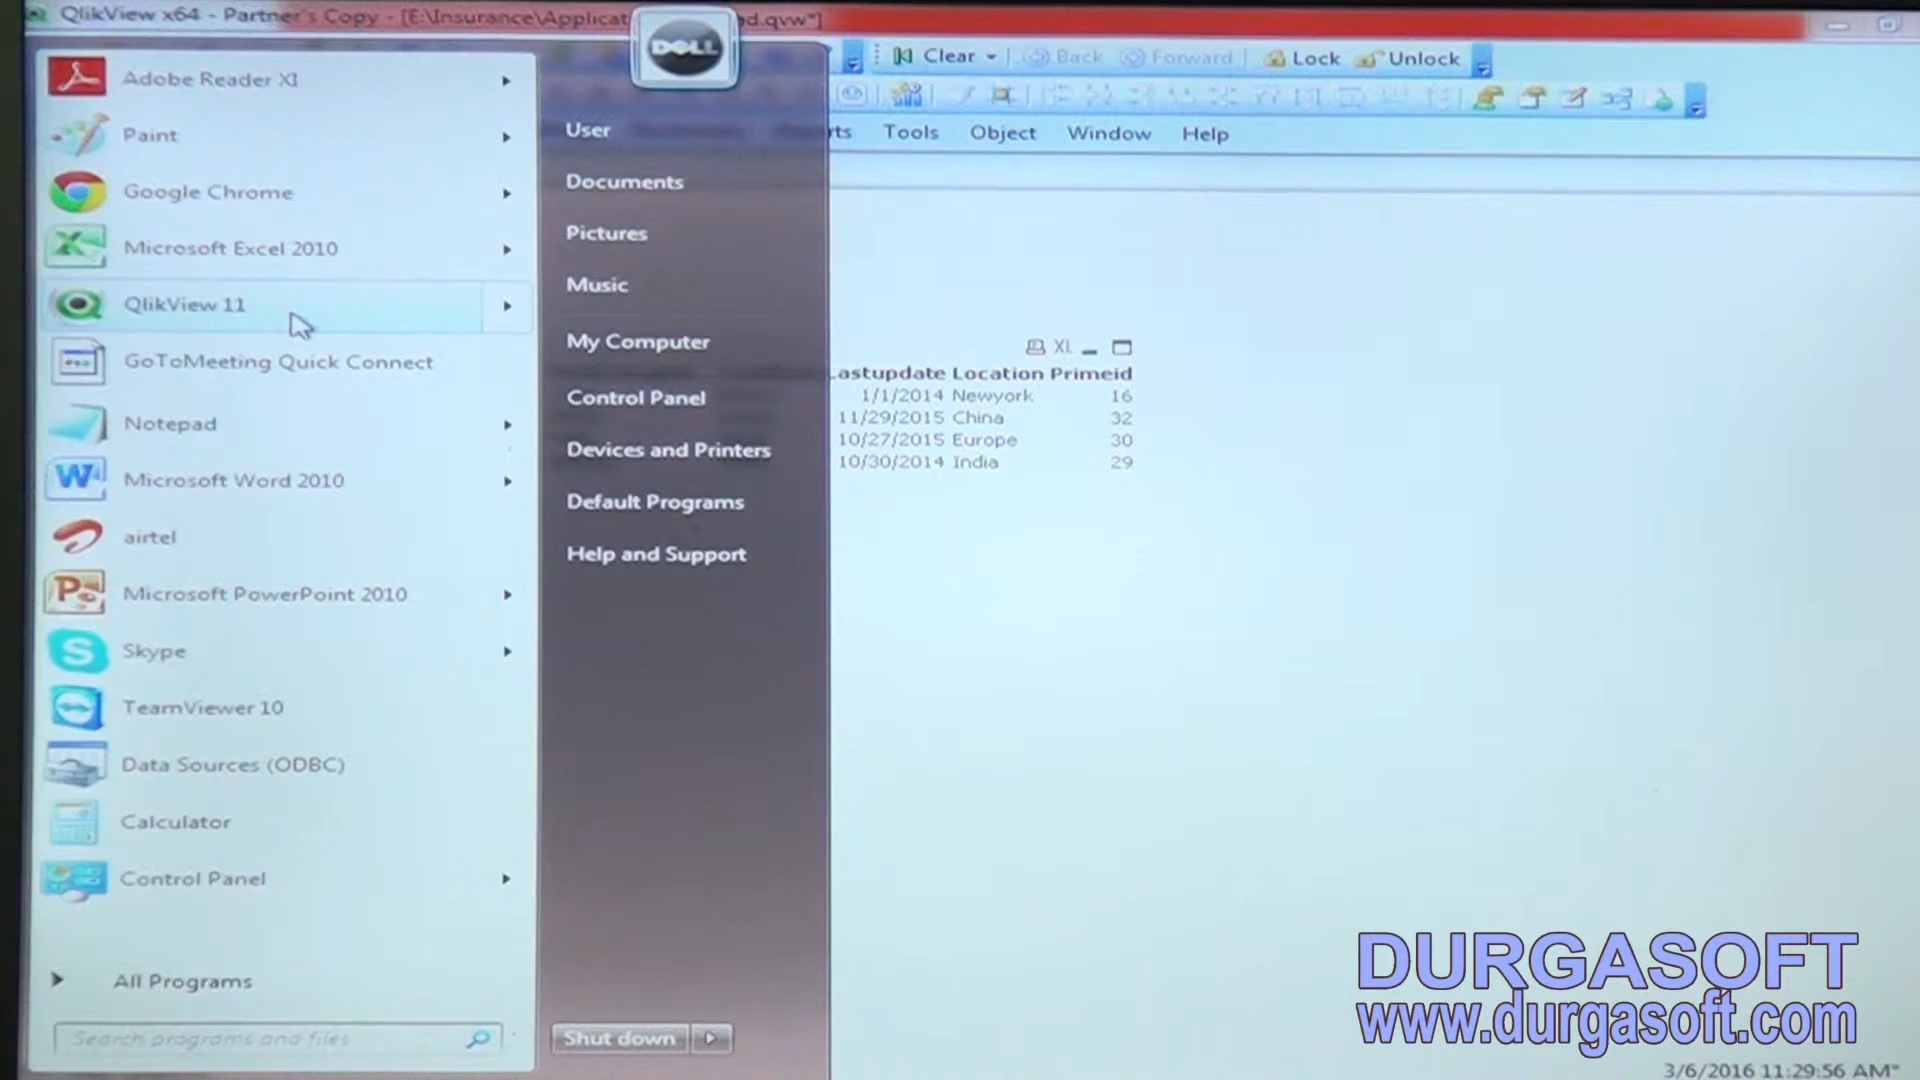 QlikView x64 - Partner's Copy - [E:\Insurance\Applicat
d.qvw*]
DELL
Clear
Back
Forward
Lock
Unlock
Tools
Object
Window
Help
Adobe Reader XI
Paint
Google Chrome
Microsoft Excel 2010
QlikView 11
GoToMeeting Quick Connect
Notepad
Microsoft Word 2010
airtel
Microsoft PowerPoint 2010
Skype
TeamViewer 10
Data Sources (ODBC)
Calculator
Control Panel
All Programs
Search programs and files
User
Documents
Pictures
Music
My Computer
Control Panel
Devices and Printers
Default Programs
Help and Support
Shut down
XL
Lastupdate Location Primeid
1/1/2014 Newyork 16
11/29/2015 China 32
10/27/2015 Europe 30
10/30/2014 India 29
DURGASOFT
www.durgasoft.com
3/6/2016 11:29:56 AM*